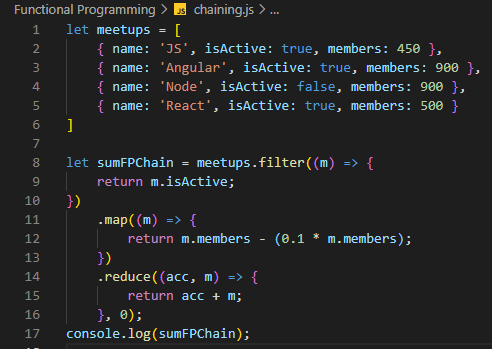 Functional Programming > JS chaining.js > ...
1 let meetups = [
2     { name: 'JS', isActive: true, members: 450 },
3     { name: 'Angular', isActive: true, members: 900 },
4     { name: 'Node', isActive: false, members: 900 },
5     { name: 'React', isActive: true, members: 500 }
6 ]
7
8 let sumFPChain = meetups.filter((m) => {
9     return m.isActive;
10 })
11     .map((m) => {
12         return m.members - (0.1 * m.members);
13     })
14     .reduce((acc, m) => {
15         return acc + m;
16     }, 0);
17 console.log(sumFPChain);